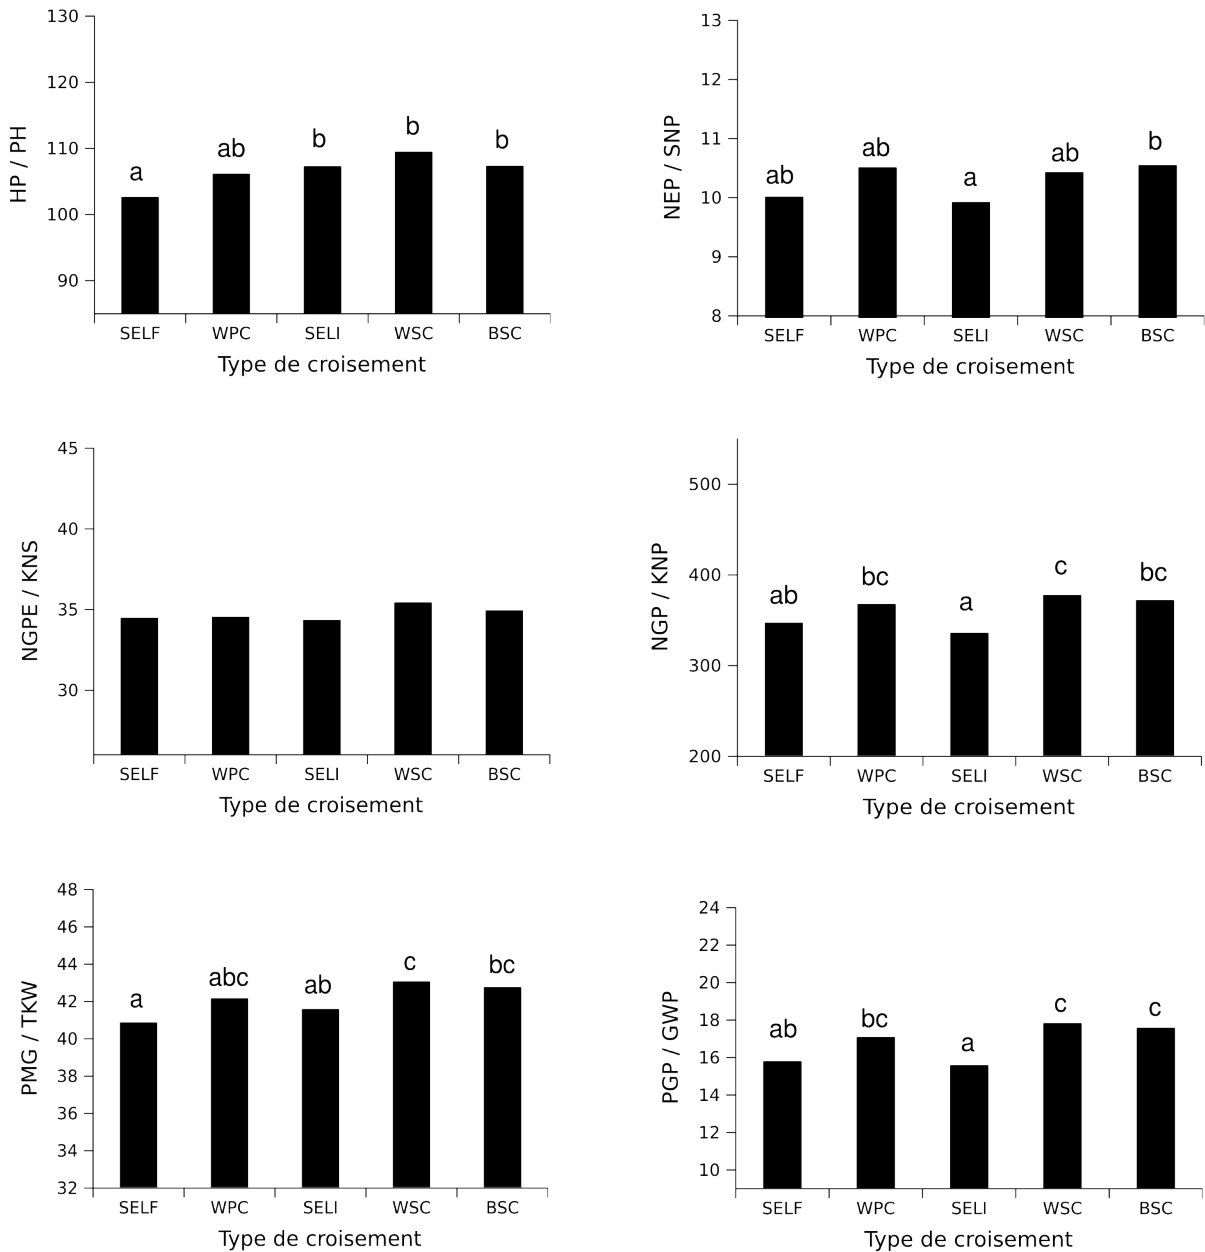 HP / PH
130
120
110
100
90
a
ab
b
b
b
SELF WPC SELI WSC BSC
Type de croisement
NEP / SNP
13
12
11
10
9
8
ab
ab
a
ab
b
SELF WPC SELI WSC BSC
Type de croisement
NGPE / KNS
45
40
35
30
SELF WPC SELI WSC BSC
Type de croisement
NGP / KNP
500
400
300
200
ab
bc
a
c
bc
SELF WPC SELI WSC BSC
Type de croisement
PMG / TKW
48
46
44
42
40
38
36
34
32
a
abc
ab
c
bc
SELF WPC SELI WSC BSC
Type de croisement
PGP / GWP
24
22
20
18
16
14
12
10
ab
bc
a
c
c
SELF WPC SELI WSC BSC
Type de croisement